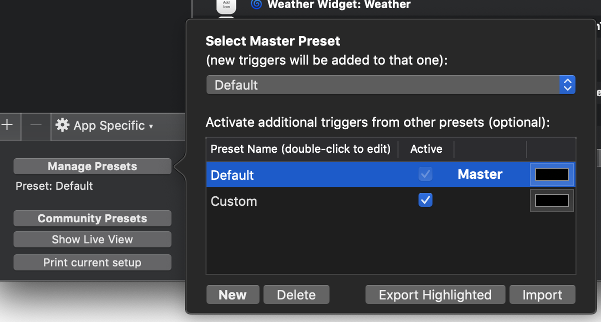 Weather Widget: Weather
Select Master Preset
(new triggers will be added to that one):
Default
Activate additional triggers from other presets (optional):
Preset Name (double-click to edit) Active
Default Master
Custom
New Delete Export Highlighted Import
+ − App Specific
Manage Presets
Preset: Default
Community Presets
Show Live View
Print current setup